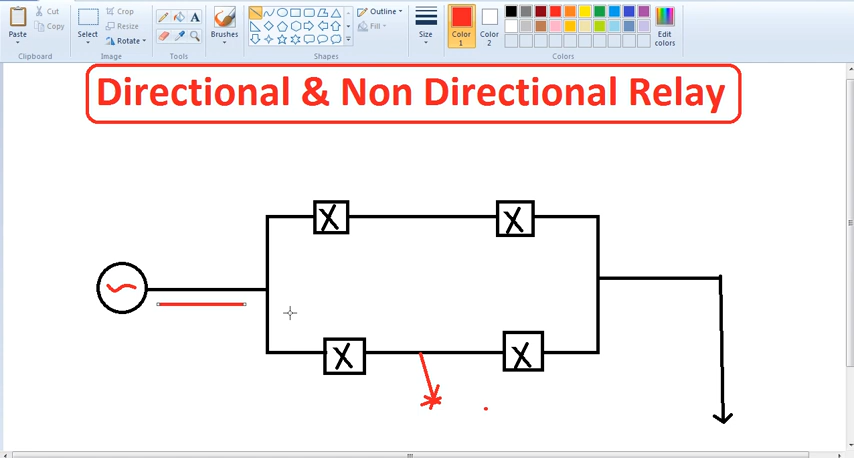 Paste
Cut
Copy
Clipboard
Select
Crop
Resize
Rotate
Image
A
Tools
Brushes
Outline
Fill
Shapes
Size
Color
1
Color
2
Edit
colors
Colors
Directional & Non Directional Relay
X X
X X